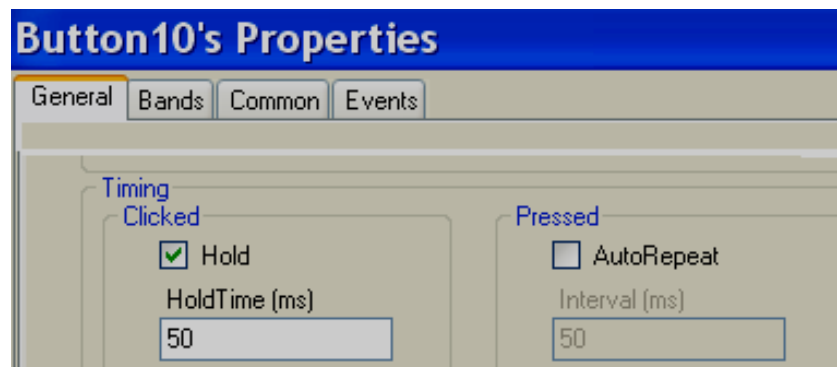 Button10's Properties
General Bands Common Events
Timing
Clicked
Pressed
Hold
AutoRepeat
HoldTime (ms)
Interval (ms)
50
50